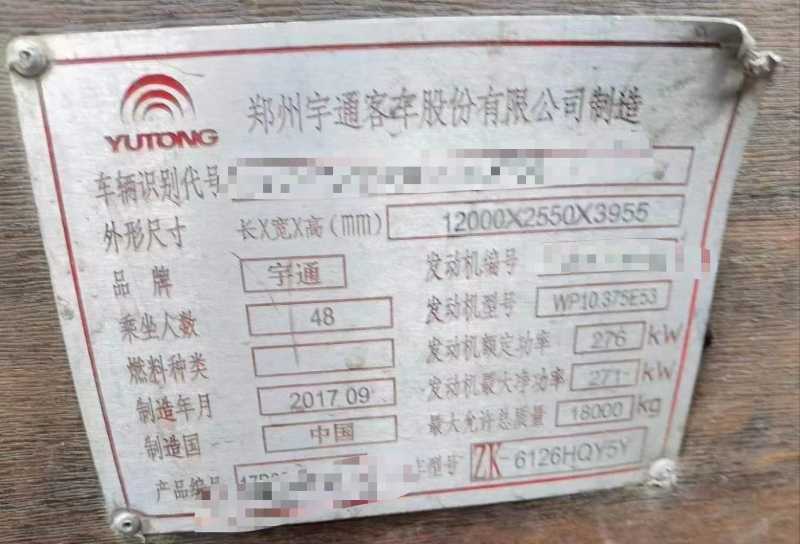 YUTONG
郑州宇通客车股份有限公司制造
车辆识别代号
外形尺寸 长X宽X高(mm) 12000X2550X3955
品牌 宇通 发动机编号
乘坐人数 48 发动机型号 WP10.375E53
燃料种类 发动机额定功率 276 kW
制造年月 2017.09 发动机最大净功率 271 kW
制造国 中国 最大允许总质量 18000 kg
产品编号 车型号 ZK-6126HQY5Y